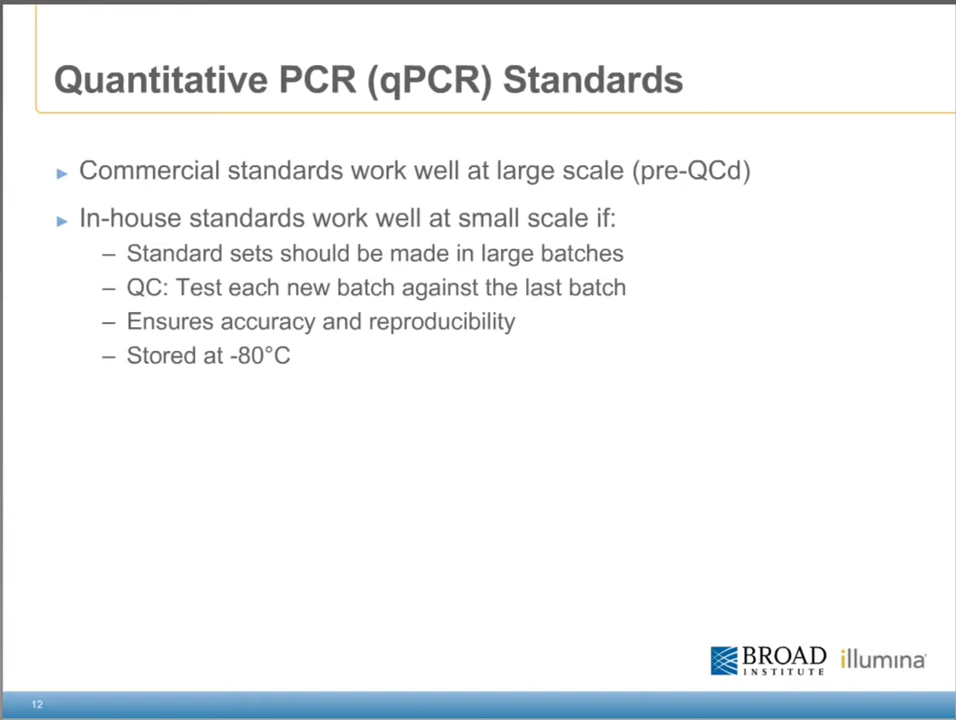 Quantitative PCR (qPCR) Standards
► Commercial standards work well at large scale (pre-QCd)
► In-house standards work well at small scale if:
– Standard sets should be made in large batches
– QC: Test each new batch against the last batch
– Ensures accuracy and reproducibility
– Stored at -80°C
BROAD
INSTITUTE
illumina®
12